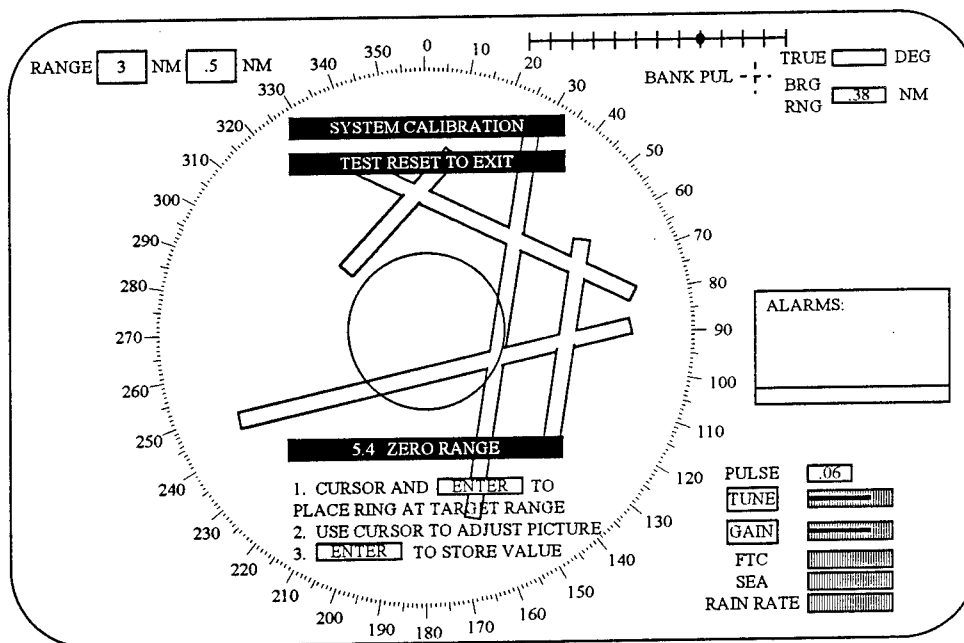 RANGE 3 NM .5 NM
BANK PUL
TRUE DEG
BRG
RNG .38 NM
0
10
20
30
40
50
60
70
80
90
100
110
120
130
140
150
160
170
180
190
200
210
220
230
240
250
260
270
280
290
300
310
320
330
340
350
SYSTEM CALIBRATION
TEST RESET TO EXIT
ALARMS:
5.4 ZERO RANGE
1. CURSOR AND ENTER TO
PLACE RING AT TARGET RANGE
2. USE CURSOR TO ADJUST PICTURE
3. ENTER TO STORE VALUE
PULSE .06
TUNE
GAIN
FTC
SEA
RAIN RATE